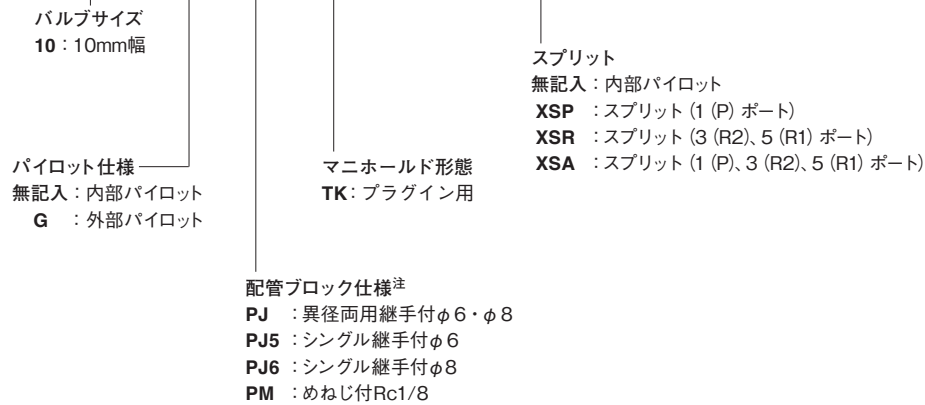 バルブサイズ
10：10mm幅
スプリット
無記入：内部パイロット
XSP ：スプリット（1（P）ポート）
XSR ：スプリット（3（R2）、5（R1）ポート）
XSA ：スプリット（1（P）、3（R2）、5（R1）ポート）
パイロット仕様
無記入：内部パイロット
G ：外部パイロット
マニホールド形態
TK：プラグイン用
配管ブロック仕様注
PJ ：異径両用継手付φ6・φ8
PJ5 ：シングル継手付φ6
PJ6 ：シングル継手付φ8
PM ：めねじ付Rc1/8